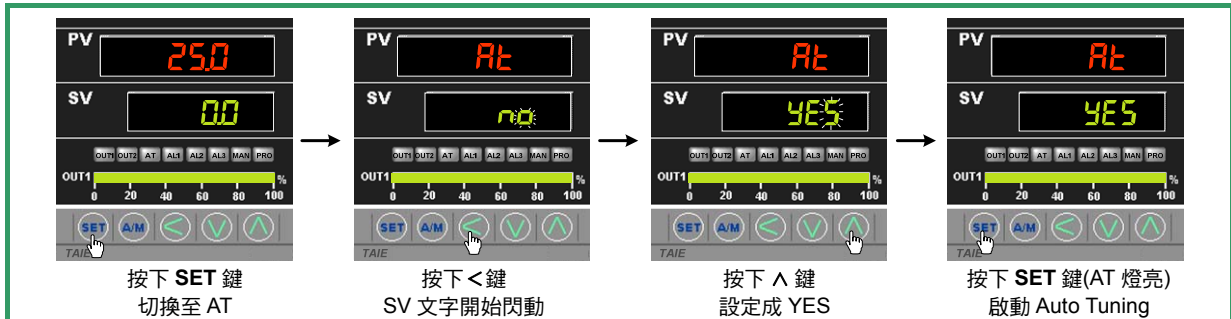 PV
25.0
SV
0.0
OUT1 OUT2 AT AL1 AL2 AL3 MAN PRO
OUT1
%
0 20 40 60 80 100
SET A/M < ∨ ∧
TAIE
按下 SET 鍵
切換至 AT
PV
At
SV
no
OUT1 OUT2 AT AL1 AL2 AL3 MAN PRO
OUT1
%
0 20 40 60 80 100
SET A/M < ∨ ∧
TAIE
按下<鍵
SV 文字開始閃動
PV
At
SV
yES
OUT1 OUT2 AT AL1 AL2 AL3 MAN PRO
OUT1
%
0 20 40 60 80 100
SET A/M < ∨ ∧
TAIE
按下 ∧ 鍵
設定成 YES
PV
At
SV
yES
OUT1 OUT2 AT AL1 AL2 AL3 MAN PRO
OUT1
%
0 20 40 60 80 100
SET A/M < ∨ ∧
TAIE
按下 SET 鍵(AT 燈亮)
啟動 Auto Tuning